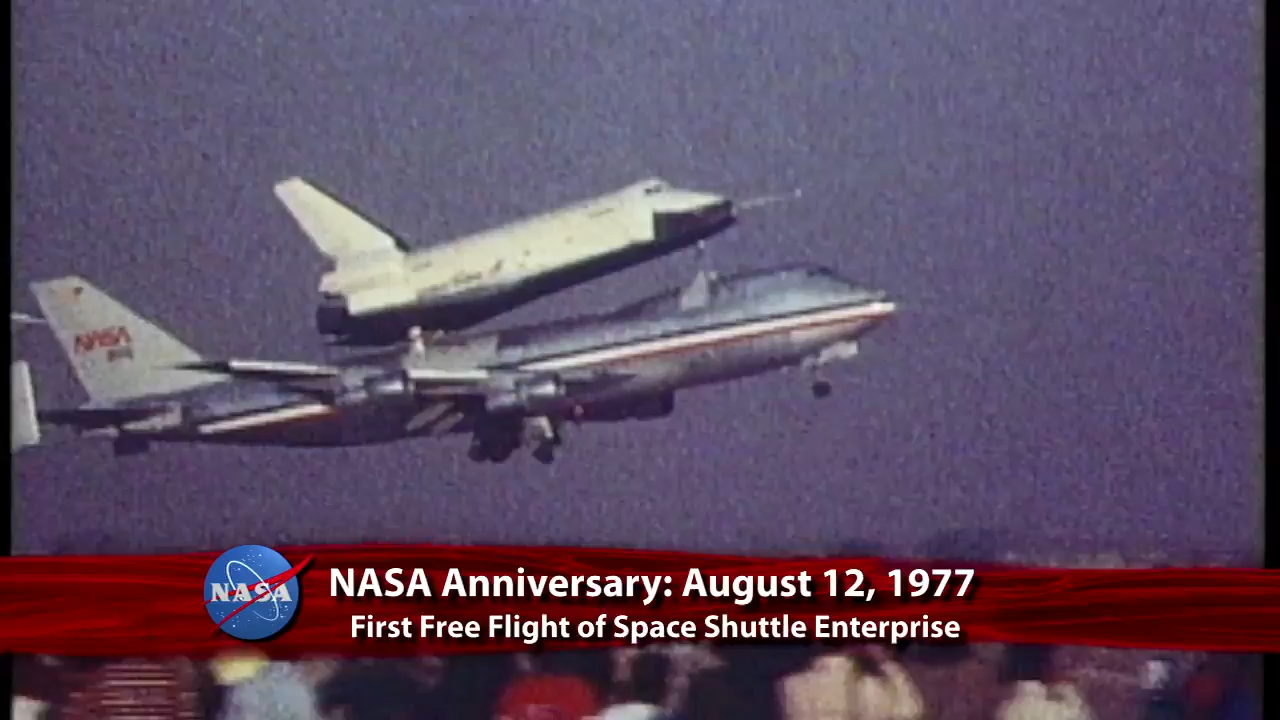 NASA
NASA
NASA Anniversary: August 12, 1977
First Free Flight of Space Shuttle Enterprise